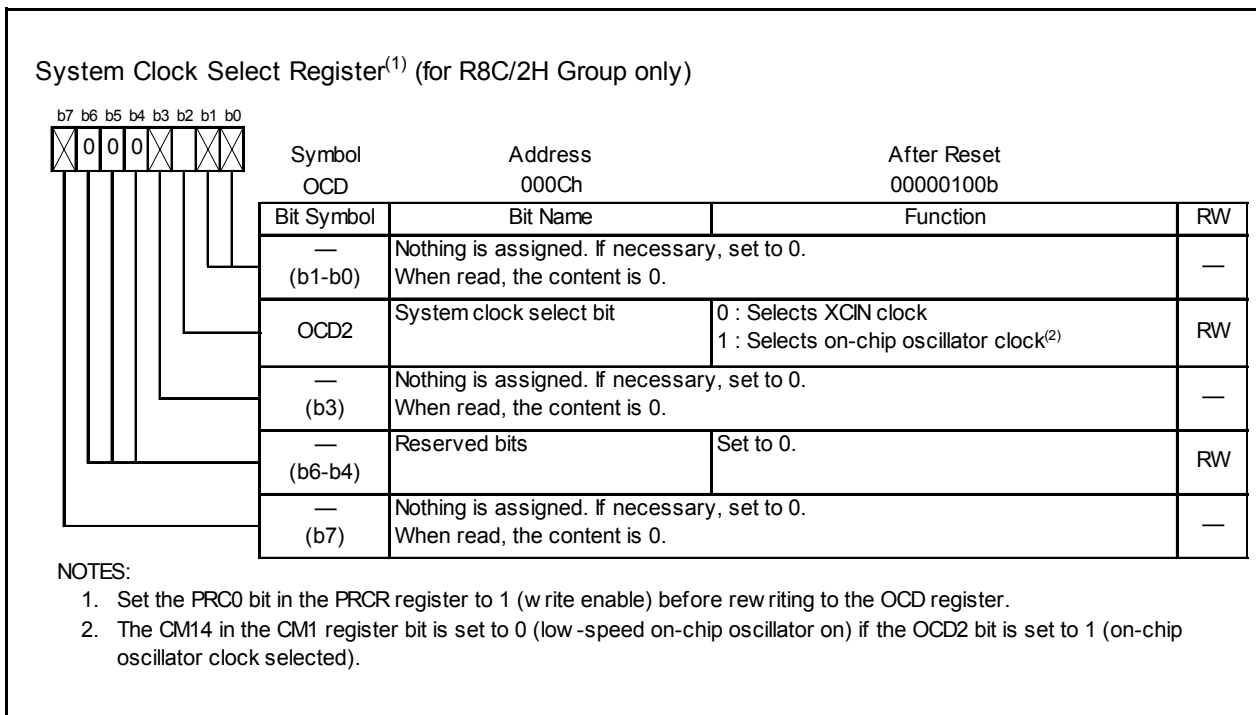 System Clock Select Register(1) (for R8C/2H Group only)
b7 b6 b5 b4 b3 b2 b1 b0
0 0 0
Symbol Address After Reset
OCD 000Ch 00000100b
Bit Symbol Bit Name Function RW
— (b1-b0) Nothing is assigned. If necessary, set to 0.
When read, the content is 0. —
OCD2 System clock select bit 0 : Selects XCIN clock
1 : Selects on-chip oscillator clock(2) RW
— (b3) Nothing is assigned. If necessary, set to 0.
When read, the content is 0. —
— (b6-b4) Reserved bits Set to 0. RW
— (b7) Nothing is assigned. If necessary, set to 0.
When read, the content is 0. —
NOTES:
1. Set the PRC0 bit in the PRCR register to 1 (write enable) before rewriting to the OCD register.
2. The CM14 in the CM1 register bit is set to 0 (low-speed on-chip oscillator on) if the OCD2 bit is set to 1 (on-chip
oscillator clock selected).